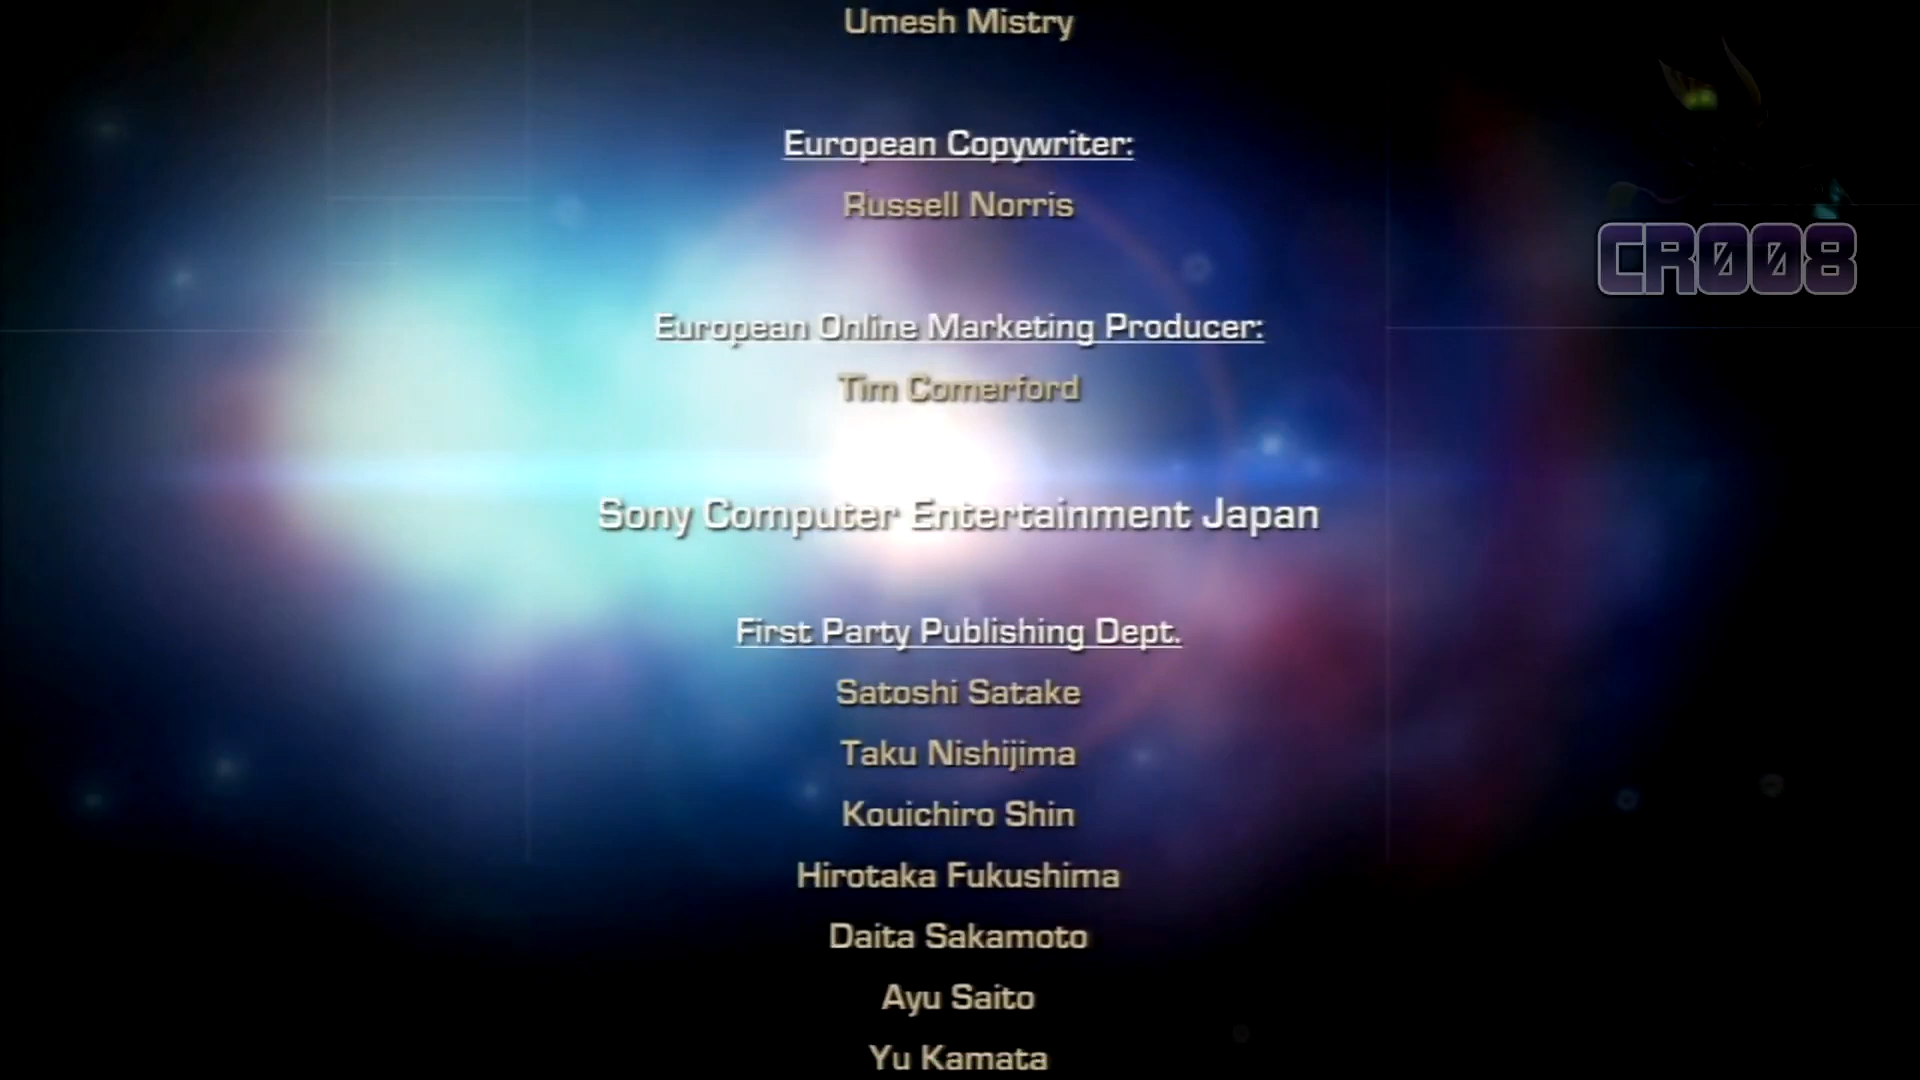 Umesh Mistry
European Copywriter:
Russell Norris
CR008
European Online Marketing Producer:
Tim Comerford
Sony Computer Entertainment Japan
First Party Publishing Dept.
Satoshi Satake
Taku Nishijima
Kouichiro Shin
Hirotaka Fukushima
Daita Sakamoto
Ayu Saito
Yu Kamata